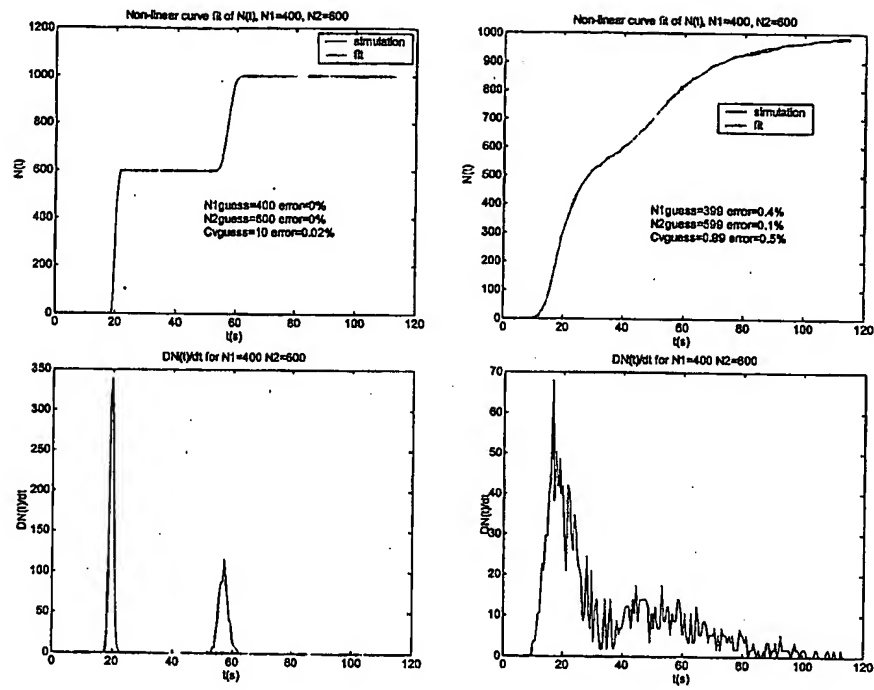 Non-linear curve fit of N(t), N1=400, N2=600
1200
1000
800
600
400
200
0
N(t)
simulation
fit
N1guess=400 error=0%
N2guess=600 error=0%
Cvguess=10 error=0.02%
0 20 40 60 80 100 120
t(s)
Non-linear curve fit of N(t), N1=400, N2=600
1000
900
800
700
600
500
400
300
200
100
0
N(t)
simulation
fit
N1guess=399 error=0.4%
N2guess=599 error=0.1%
Cvguess=0.99 error=0.5%
0 20 40 60 80 100 120
t(s)
DN(t)/dt for N1=400 N2=600
350
300
250
200
150
100
50
0
DN(t)/dt
0 20 40 60 80 100 120
t(s)
DN(t)/dt for N1=400 N2=600
70
60
50
40
30
20
10
0
DN(t)/dt
0 20 40 60 80 100 120
t(s)